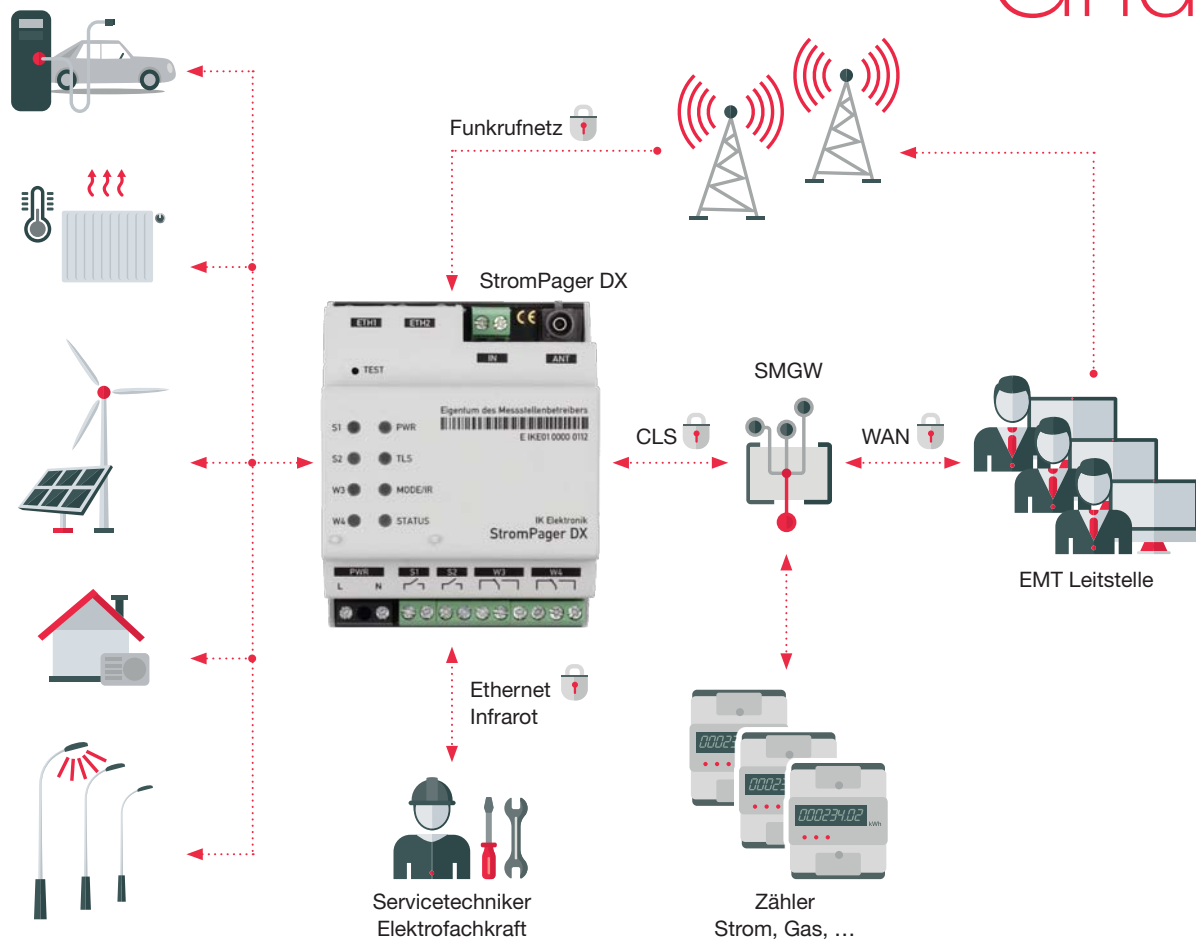 Funkrufnetz
StromPager DX
ETH1 ETH2
CE
IN ANT
TEST
Eigentum des Messstellenbetreibers
E IKE01 0000 0112
S1 PWR
S2 TLS
W3 MODE/IR
W4 STATUS
IK Elektronik
StromPager DX
PWR S1 S2 W3 W4
L N
SMGW
CLS
WAN
EMT Leitstelle
Ethernet
Infrarot
Servicetechniker
Elektrofachkraft
000234.02 kWh
Zähler
Strom, Gas, …